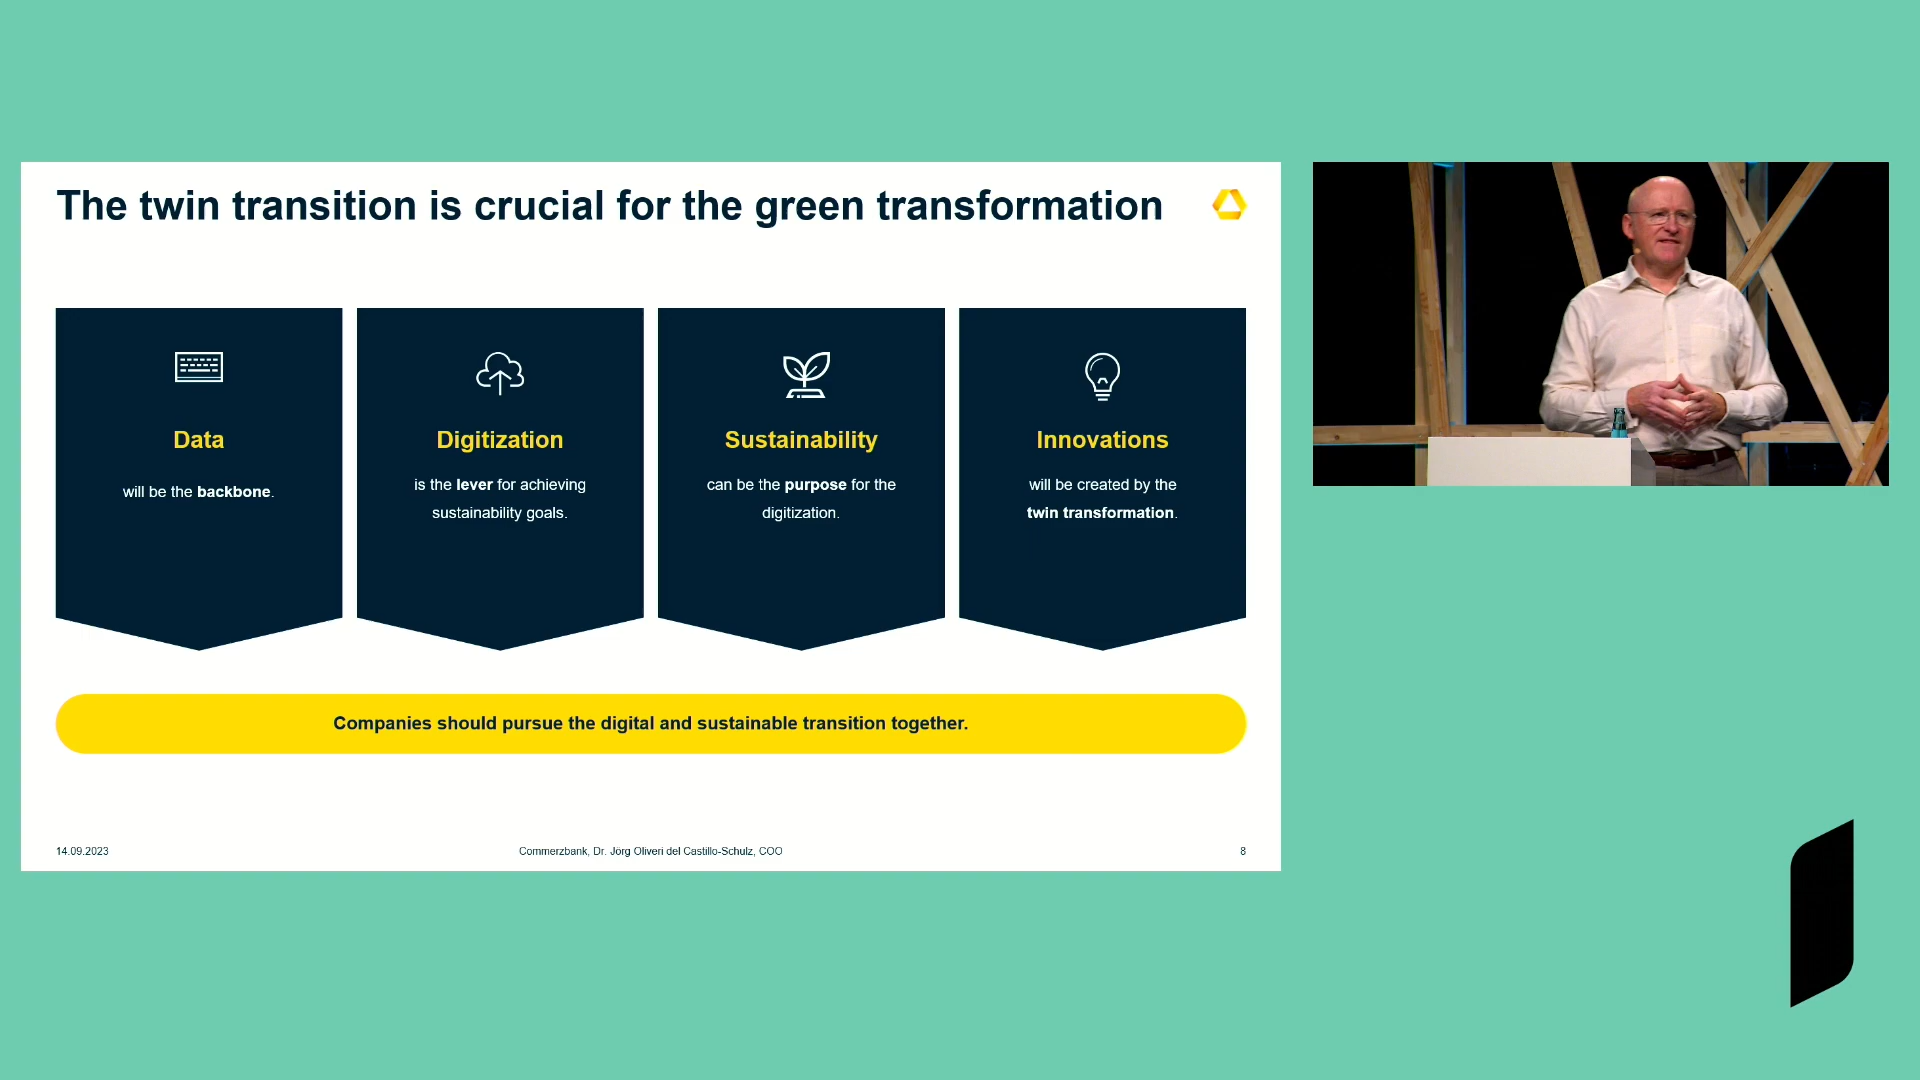 The twin transition is crucial for the green transformation
Data
will be the backbone.
Digitization
is the lever for achieving
sustainability goals.
Sustainability
can be the purpose for the
digitization.
Innovations
will be created by the
twin transformation.
Companies should pursue the digital and sustainable transition together.
14.09.2023
Commerzbank, Dr. Jörg Oliveri del Castillo-Schulz, COO
8